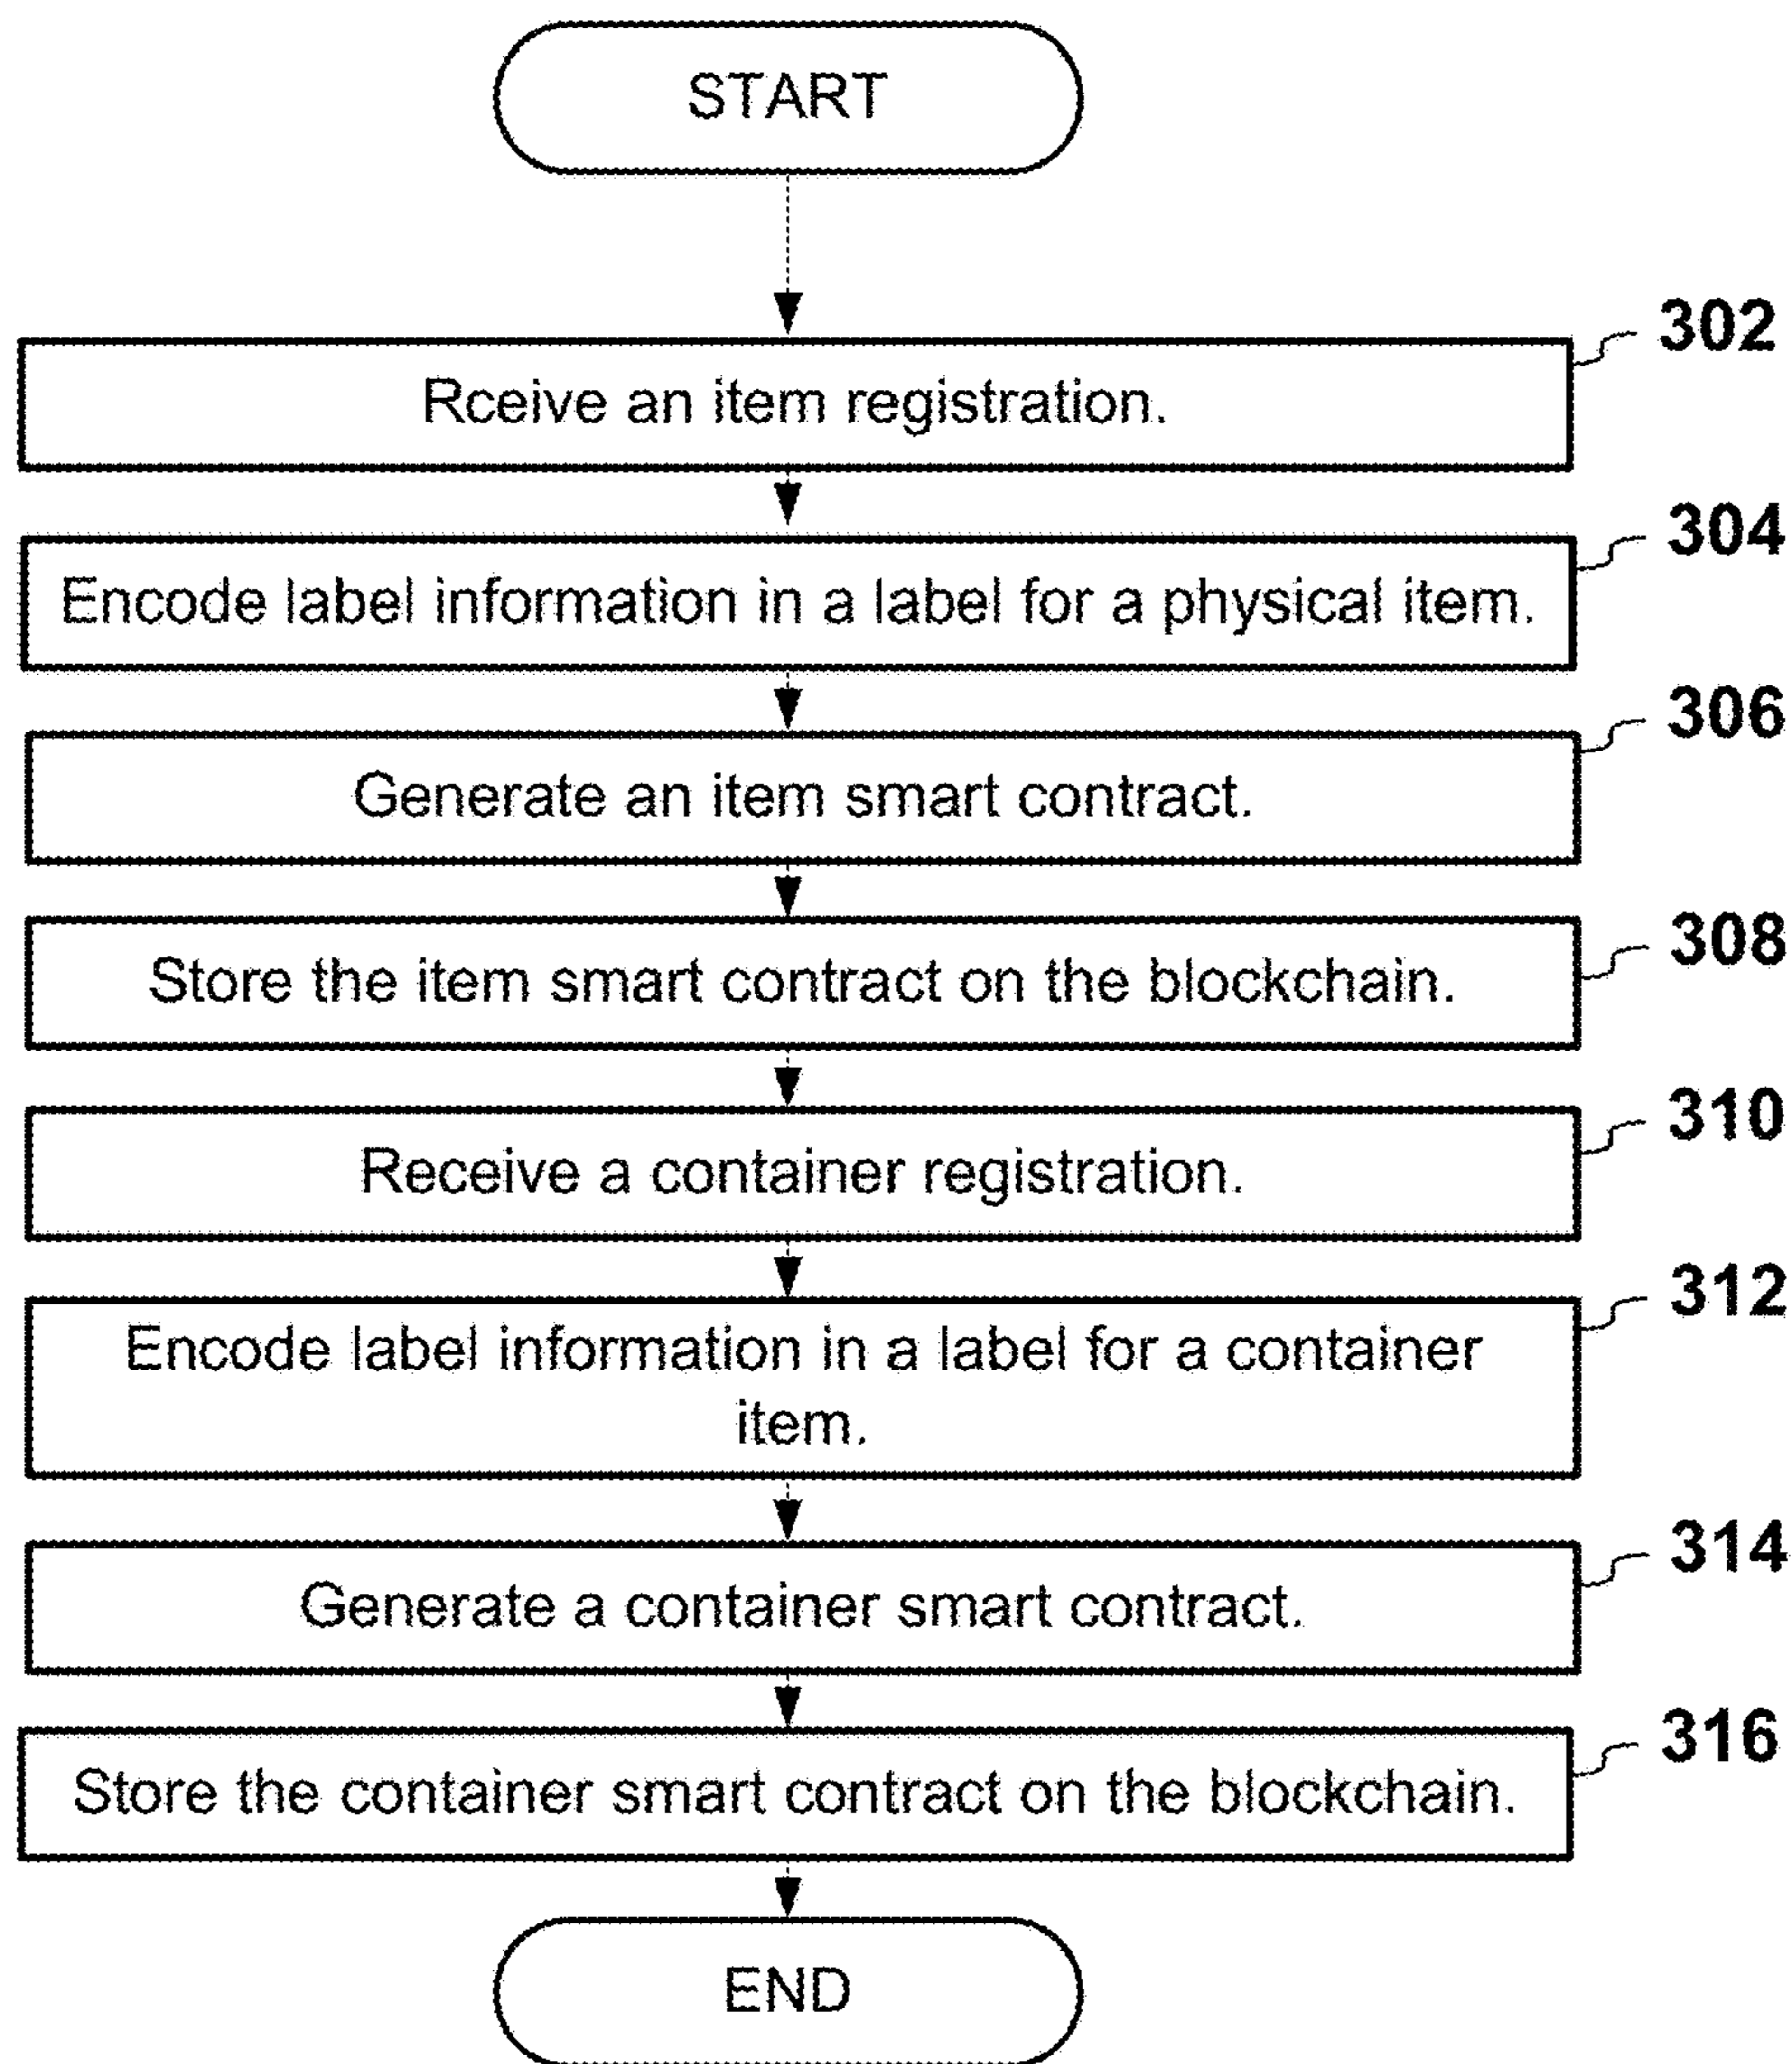 START
302
Rceive an item registration.
304
Encode label information in a label for a physical item.
306
Generate an item smart contract.
308
Store the item smart contract on the blockchain.
310
Receive a container registration.
312
Encode label information in a label for a container
item.
314
Generate a container smart contract.
316
Store the container smart contract on the blockchain.
END